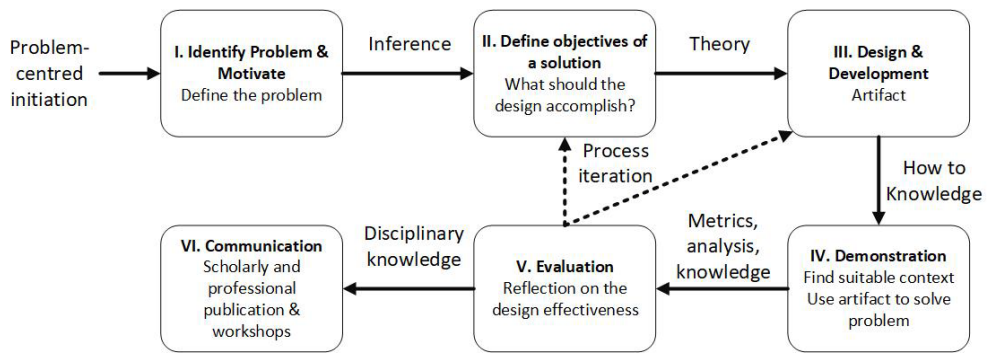 Problem-
centred
initiation
I. Identify Problem &
Motivate
Define the problem
Inference
II. Define objectives of
a solution
What should the
design accomplish?
Theory
III. Design &
Development
Artifact
Process
iteration
How to
Knowledge
IV. Demonstration
Find suitable context
Use artifact to solve
problem
Metrics,
analysis,
knowledge
V. Evaluation
Reflection on the
design effectiveness
Disciplinary
knowledge
VI. Communication
Scholarly and
professional
publication &
workshops